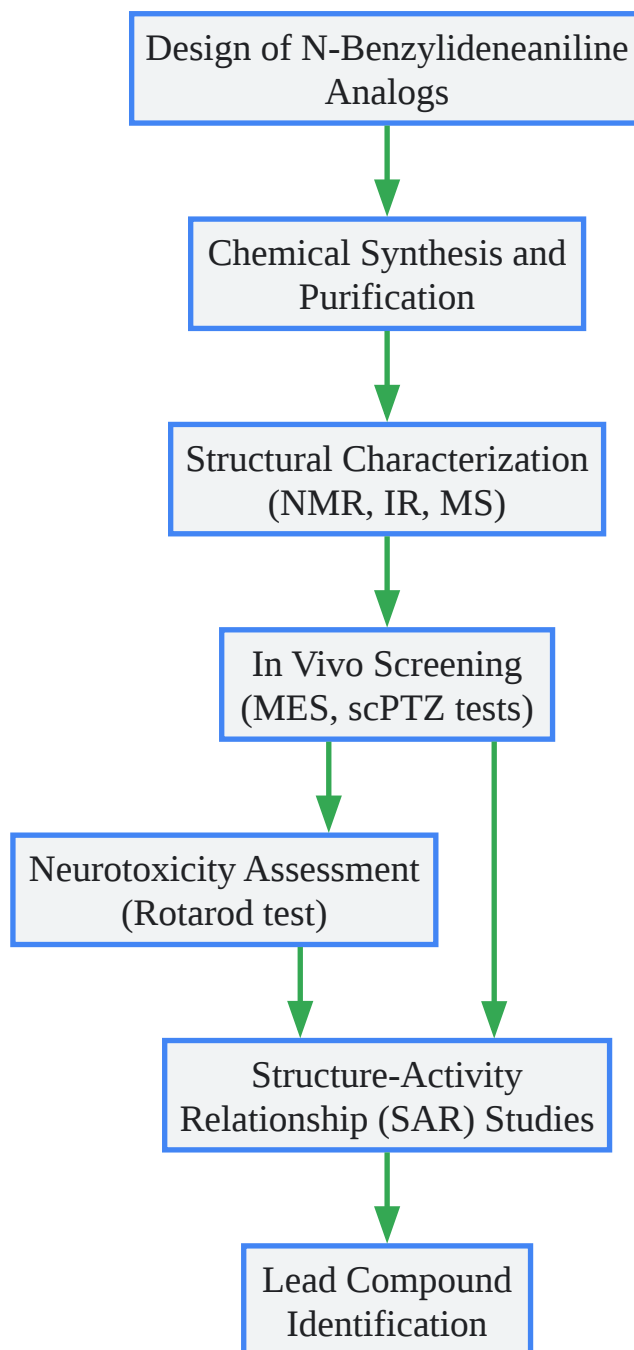 Design of N-Benzylideneaniline
Analogs
Chemical Synthesis and
Purification
Structural Characterization
(NMR, IR, MS)
In Vivo Screening
(MES, scPTZ tests)
Neurotoxicity Assessment
(Rotarod test)
Structure-Activity
Relationship (SAR) Studies
Lead Compound
Identification